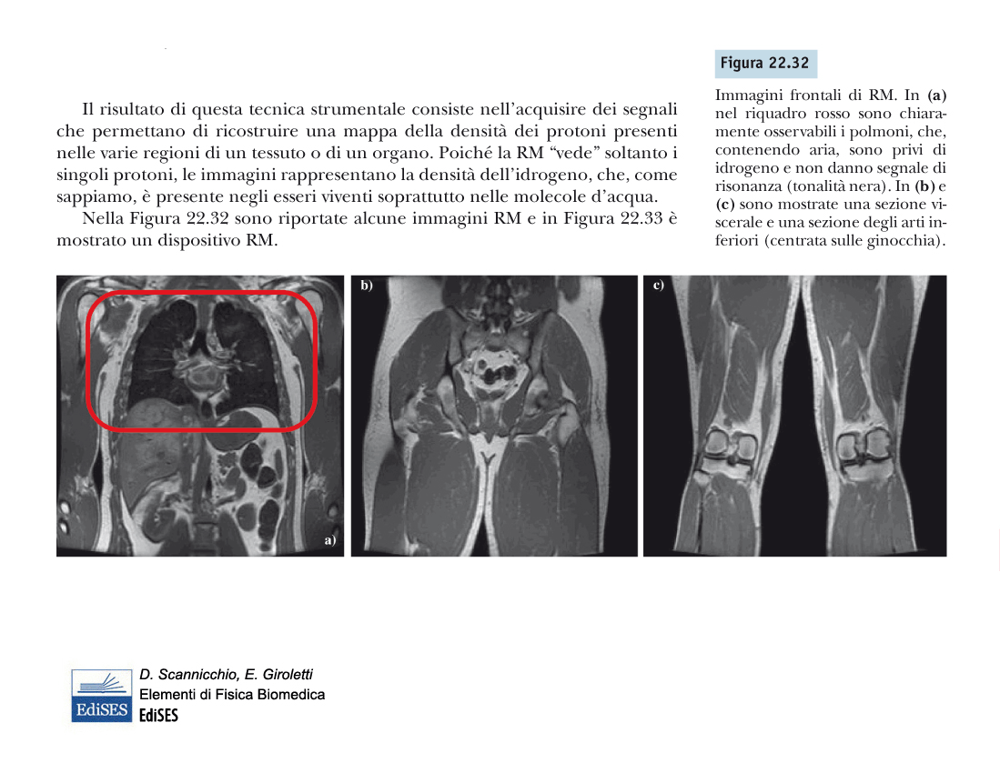 Il risultato di questa tecnica strumentale consiste nell'acquisire dei segnali
che permettano di ricostruire una mappa della densità dei protoni presenti
nelle varie regioni di un tessuto o di un organo. Poiché la RM “vede” soltanto i
singoli protoni, le immagini rappresentano la densità dell'idrogeno, che, come
sappiamo, è presente negli esseri viventi soprattutto nelle molecole d'acqua.
Nella Figura 22.32 sono riportate alcune immagini RM e in Figura 22.33 è
mostrato un dispositivo RM.
Figura 22.32
Immagini frontali di RM. In (a)
nel riquadro rosso sono chiara-
mente osservabili i polmoni, che,
contenendo aria, sono privi di
idrogeno e non danno segnale di
risonanza (tonalità nera). In (b) e
(c) sono mostrate una sezione vi-
scerale e una sezione degli arti in-
feriori (centrata sulle ginocchia).
a)
b)
c)
D. Scannicchio, E. Giroletti
Elementi di Fisica Biomedica
EdiSES
EdiSES